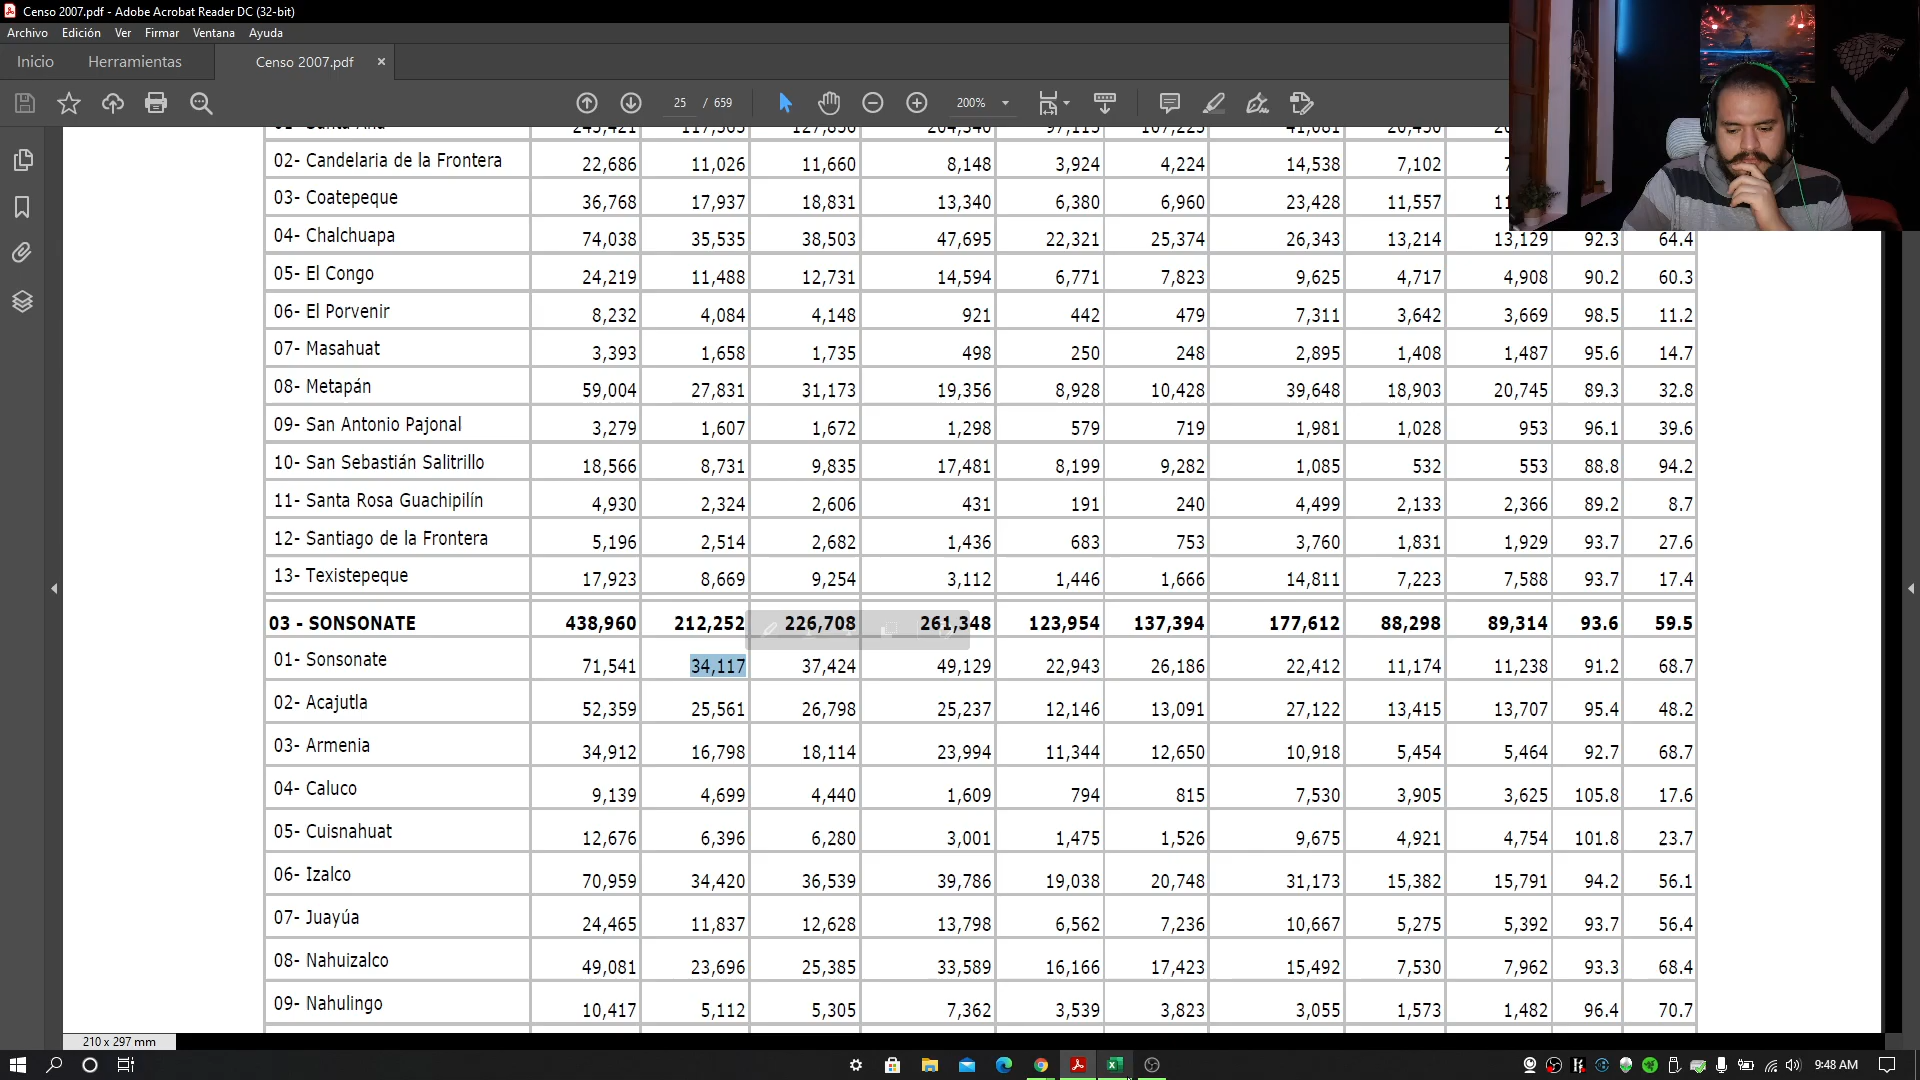 Censo 2007.pdf - Adobe Acrobat Reader DC (32-bit)
Archivo Edición Ver Firmar Ventana Ayuda
Inicio Herramientas Censo 2007.pdf ×
25 / 659 200%
02- Candelaria de la Frontera 22,686 11,026 11,660 8,148 3,924 4,224 14,538 7,102
03- Coatepeque 36,768 17,937 18,831 13,340 6,380 6,960 23,428 11,557
04- Chalchuapa 74,038 35,535 38,503 47,695 22,321 25,374 26,343 13,214 13,129 92.3 64.4
05- El Congo 24,219 11,488 12,731 14,594 6,771 7,823 9,625 4,717 4,908 90.2 60.3
06- El Porvenir 8,232 4,084 4,148 921 442 479 7,311 3,642 3,669 98.5 11.2
07- Masahuat 3,393 1,658 1,735 498 250 248 2,895 1,408 1,487 95.6 14.7
08- Metapán 59,004 27,831 31,173 19,356 8,928 10,428 39,648 18,903 20,745 89.3 32.8
09- San Antonio Pajonal 3,279 1,607 1,672 1,298 579 719 1,981 1,028 953 96.1 39.6
10- San Sebastián Salitrillo 18,566 8,731 9,835 17,481 8,199 9,282 1,085 532 553 88.8 94.2
11- Santa Rosa Guachipilín 4,930 2,324 2,606 431 191 240 4,499 2,133 2,366 89.2 8.7
12- Santiago de la Frontera 5,196 2,514 2,682 1,436 683 753 3,760 1,831 1,929 93.7 27.6
13- Texistepeque 17,923 8,669 9,254 3,112 1,446 1,666 14,811 7,223 7,588 93.7 17.4
03 - SONSONATE 438,960 212,252 226,708 261,348 123,954 137,394 177,612 88,298 89,314 93.6 59.5
01- Sonsonate 71,541 34,117 37,424 49,129 22,943 26,186 22,412 11,174 11,238 91.2 68.7
02- Acajutla 52,359 25,561 26,798 25,237 12,146 13,091 27,122 13,415 13,707 95.4 48.2
03- Armenia 34,912 16,798 18,114 23,994 11,344 12,650 10,918 5,454 5,464 92.7 68.7
04- Caluco 9,139 4,699 4,440 1,609 794 815 7,530 3,905 3,625 105.8 17.6
05- Cuisnahuat 12,676 6,396 6,280 3,001 1,475 1,526 9,675 4,921 4,754 101.8 23.7
06- Izalco 70,959 34,420 36,539 39,786 19,038 20,748 31,173 15,382 15,791 94.2 56.1
07- Juayúa 24,465 11,837 12,628 13,798 6,562 7,236 10,667 5,275 5,392 93.7 56.4
08- Nahuizalco 49,081 23,696 25,385 33,589 16,166 17,423 15,492 7,530 7,962 93.3 68.4
09- Nahulingo 10,417 5,112 5,305 7,362 3,539 3,823 3,055 1,573 1,482 96.4 70.7
210 x 297 mm
9:48 AM